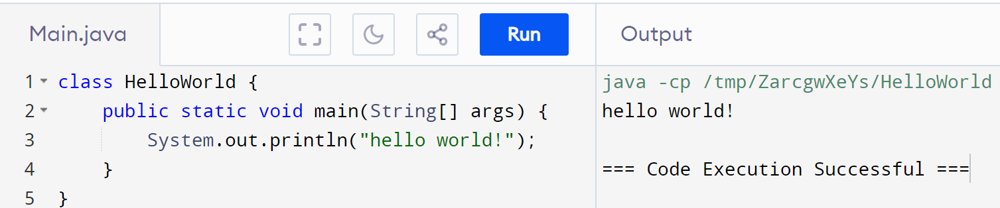 Main.java
Run
Output
1 class HelloWorld {
2     public static void main(String[] args) {
3         System.out.println("hello world!");
4     }
5 }
java -cp /tmp/ZarcgwXeYs/HelloWorld
hello world!
=== Code Execution Successful ===